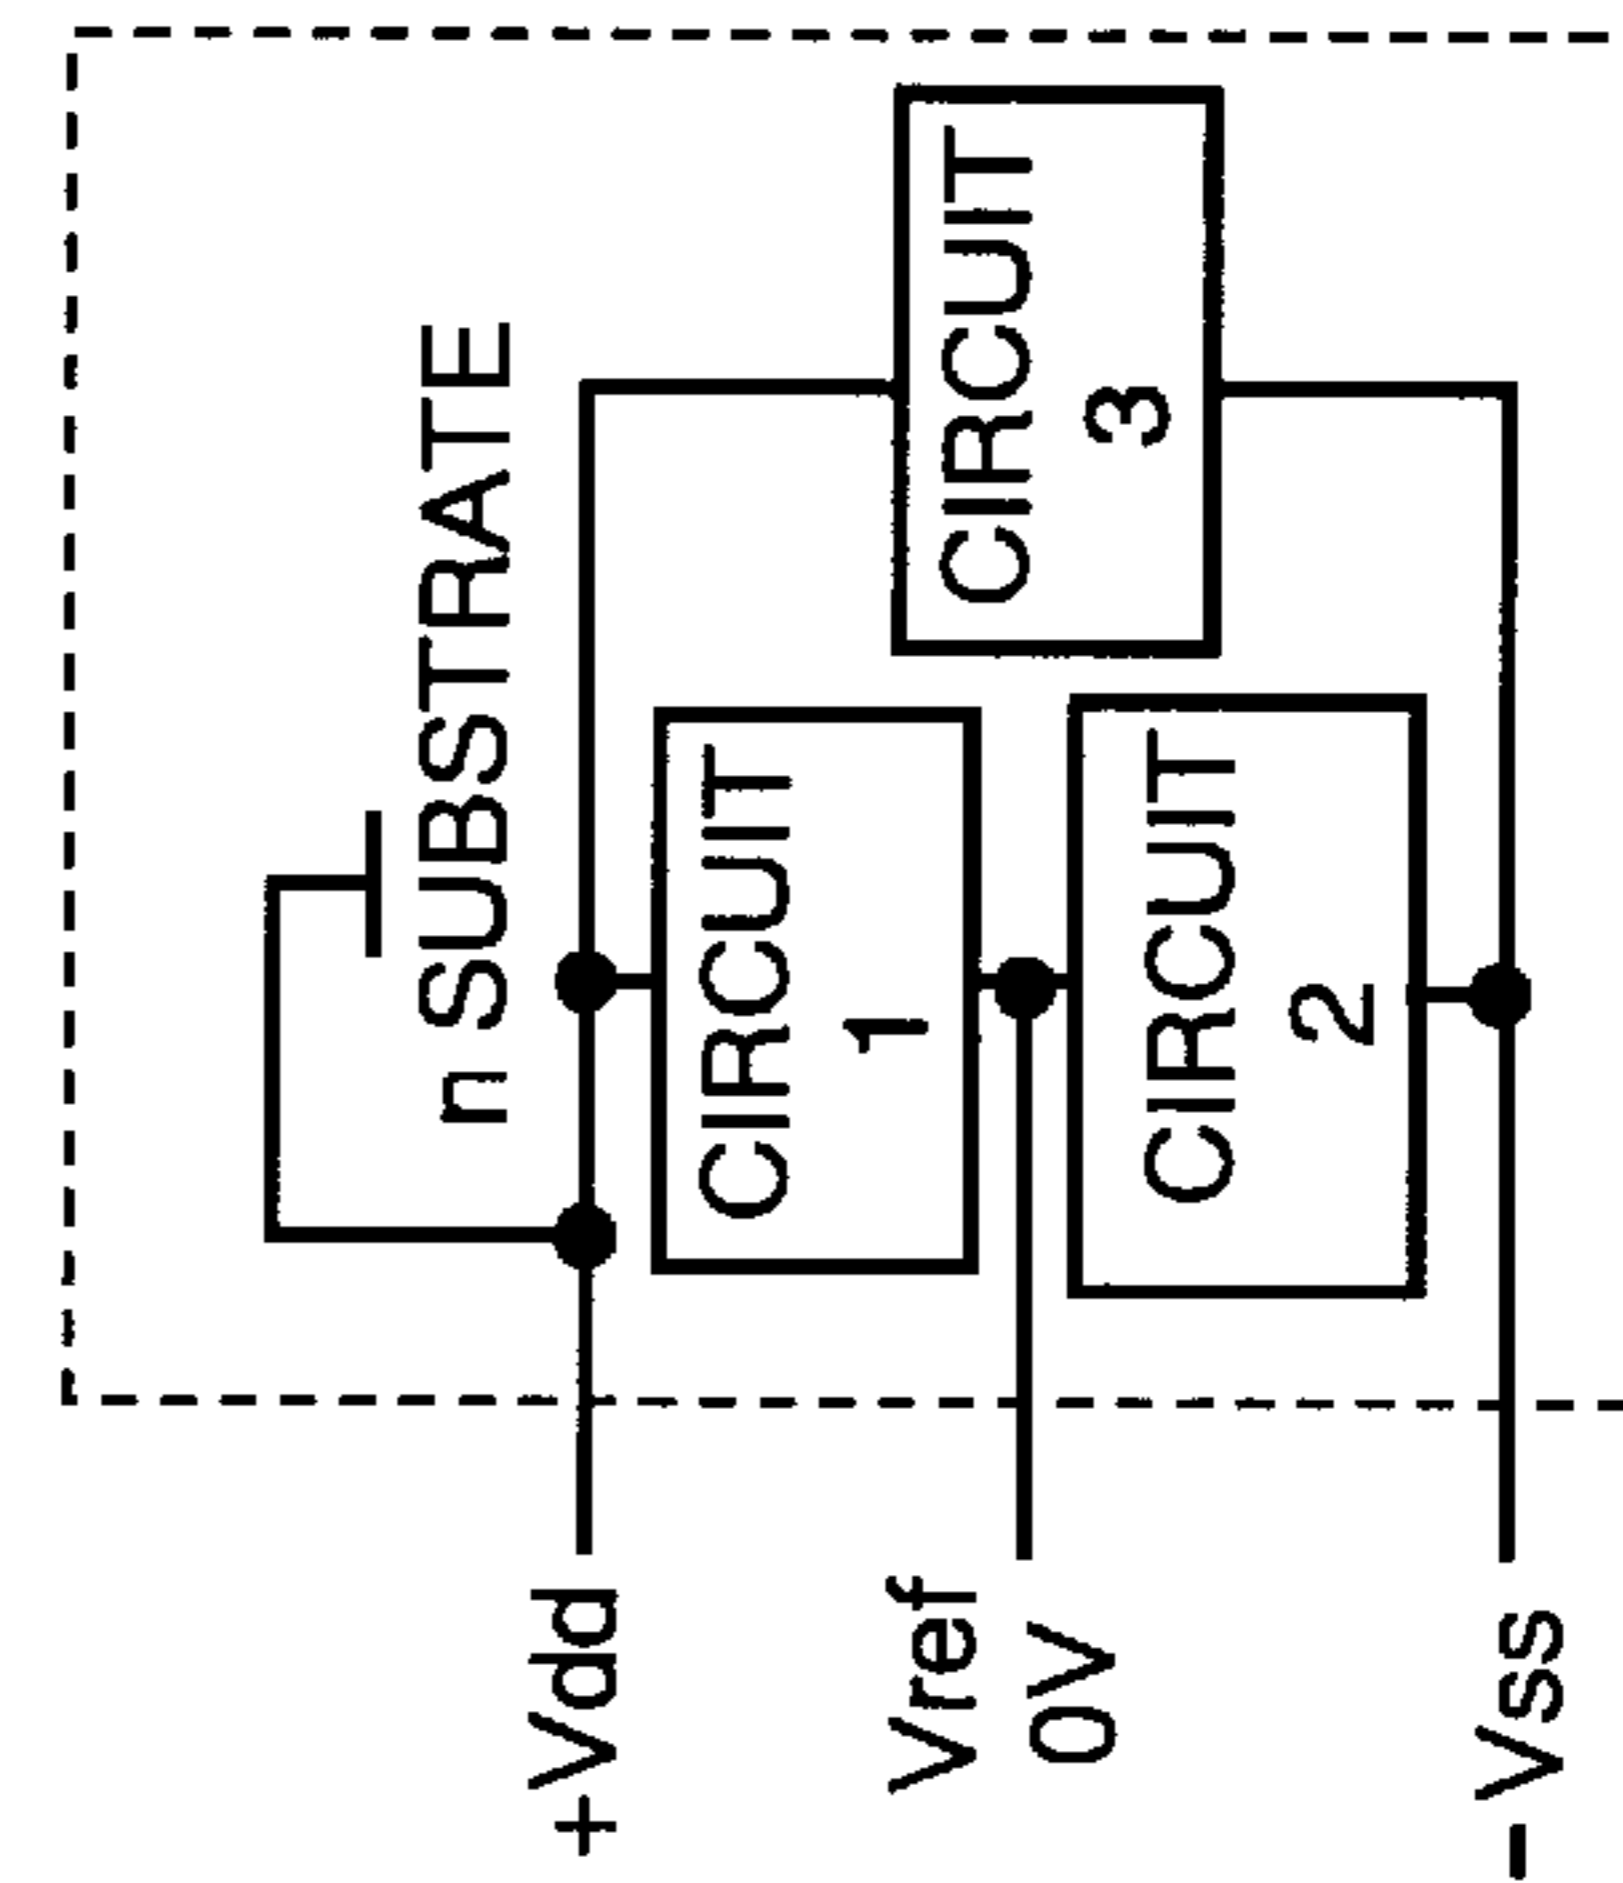 n SUBSTRATE
+Vdd
CIRCUIT
1
CIRCUIT
3
Vref
0V
CIRCUIT
2
– Vss